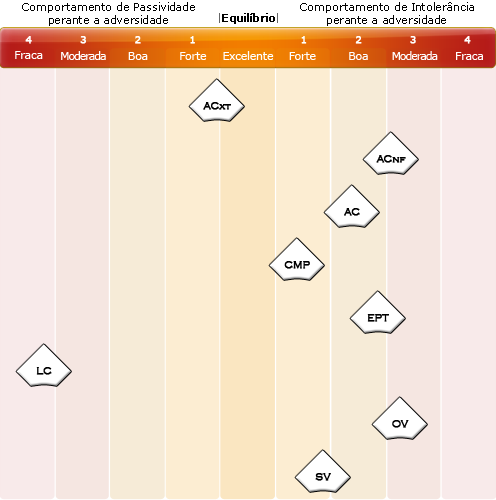 Comportamento de Passividade
perante a adversidade
|Equilíbrio|
Comportamento de Intolerância
perante a adversidade
4 3 2 1 1 2 3 4
Fraca Moderada Boa Forte Excelente Forte Boa Moderada Fraca
ACXT
ACNF
AC
CMP
EPT
LC
OV
SV